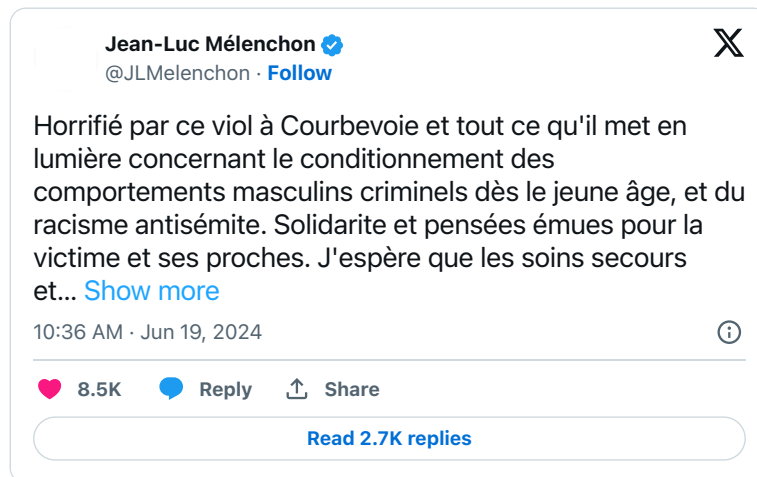 Jean-Luc Mélenchon
@JLMelenchon · Follow
Horrifié par ce viol à Courbevoie et tout ce qu'il met en
lumière concernant le conditionnement des
comportements masculins criminels dès le jeune âge, et du
racisme antisémite. Solidarite et pensées émues pour la
victime et ses proches. J'espère que les soins secours
et... Show more
10:36 AM · Jun 19, 2024
8.5K Reply Share
Read 2.7K replies